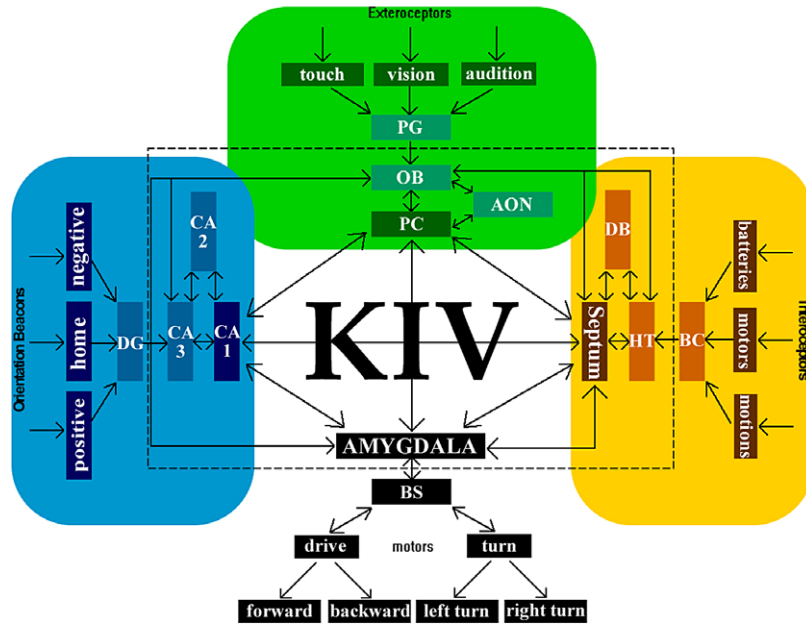 Exteroceptors
touch
vision
audition
PG
OB
AON
PC
Orientation Beacons
negative
home
positive
DG
CA
2
CA
3
CA
1
KIV
DB
Septum
HT
BC
batteries
motors
motions
Interoceptors
AMYGDALA
BS
drive
motors
turn
forward
backward
left turn
right turn